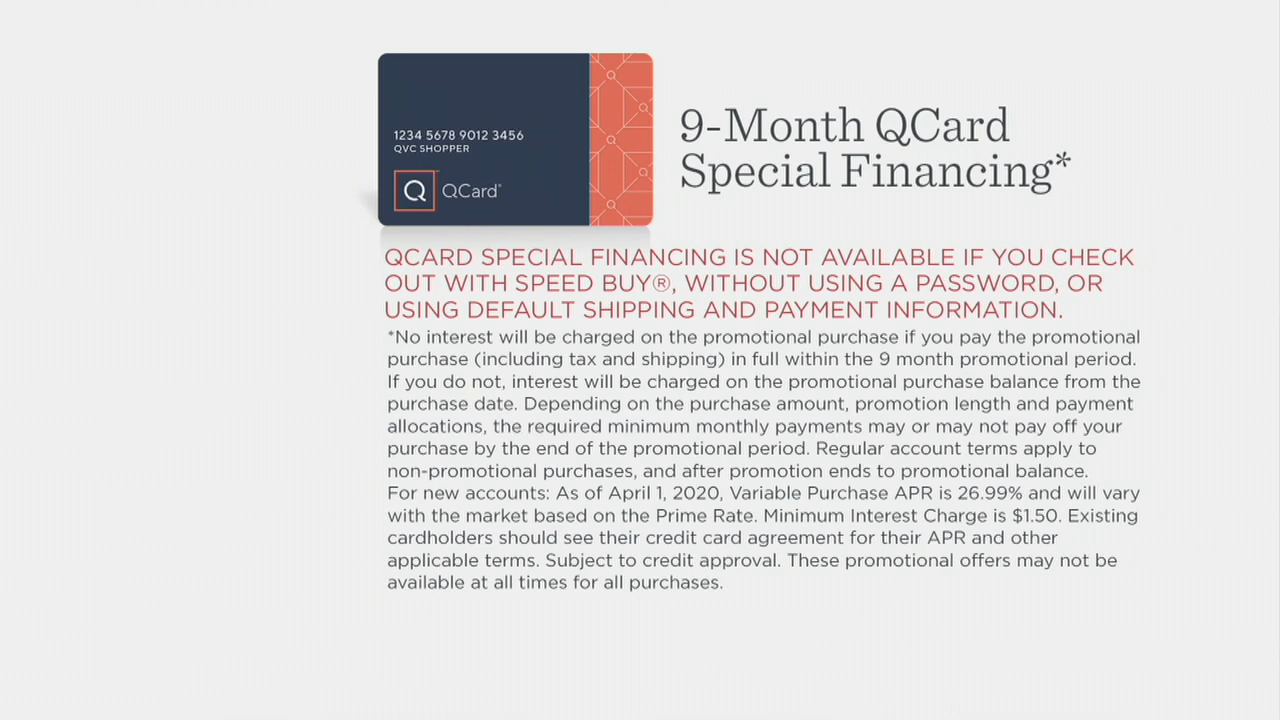 1234 5678 9012 3456
QVC SHOPPER
Q QCard®
9-Month QCard
Special Financing*
QCARD SPECIAL FINANCING IS NOT AVAILABLE IF YOU CHECK
OUT WITH SPEED BUY®, WITHOUT USING A PASSWORD, OR
USING DEFAULT SHIPPING AND PAYMENT INFORMATION.
*No interest will be charged on the promotional purchase if you pay the promotional
purchase (including tax and shipping) in full within the 9 month promotional period.
If you do not, interest will be charged on the promotional purchase balance from the
purchase date. Depending on the purchase amount, promotion length and payment
allocations, the required minimum monthly payments may or may not pay off your
purchase by the end of the promotional period. Regular account terms apply to
non-promotional purchases, and after promotion ends to promotional balance.
For new accounts: As of April 1, 2020, Variable Purchase APR is 26.99% and will vary
with the market based on the Prime Rate. Minimum Interest Charge is $1.50. Existing
cardholders should see their credit card agreement for their APR and other
applicable terms. Subject to credit approval. These promotional offers may not be
available at all times for all purchases.